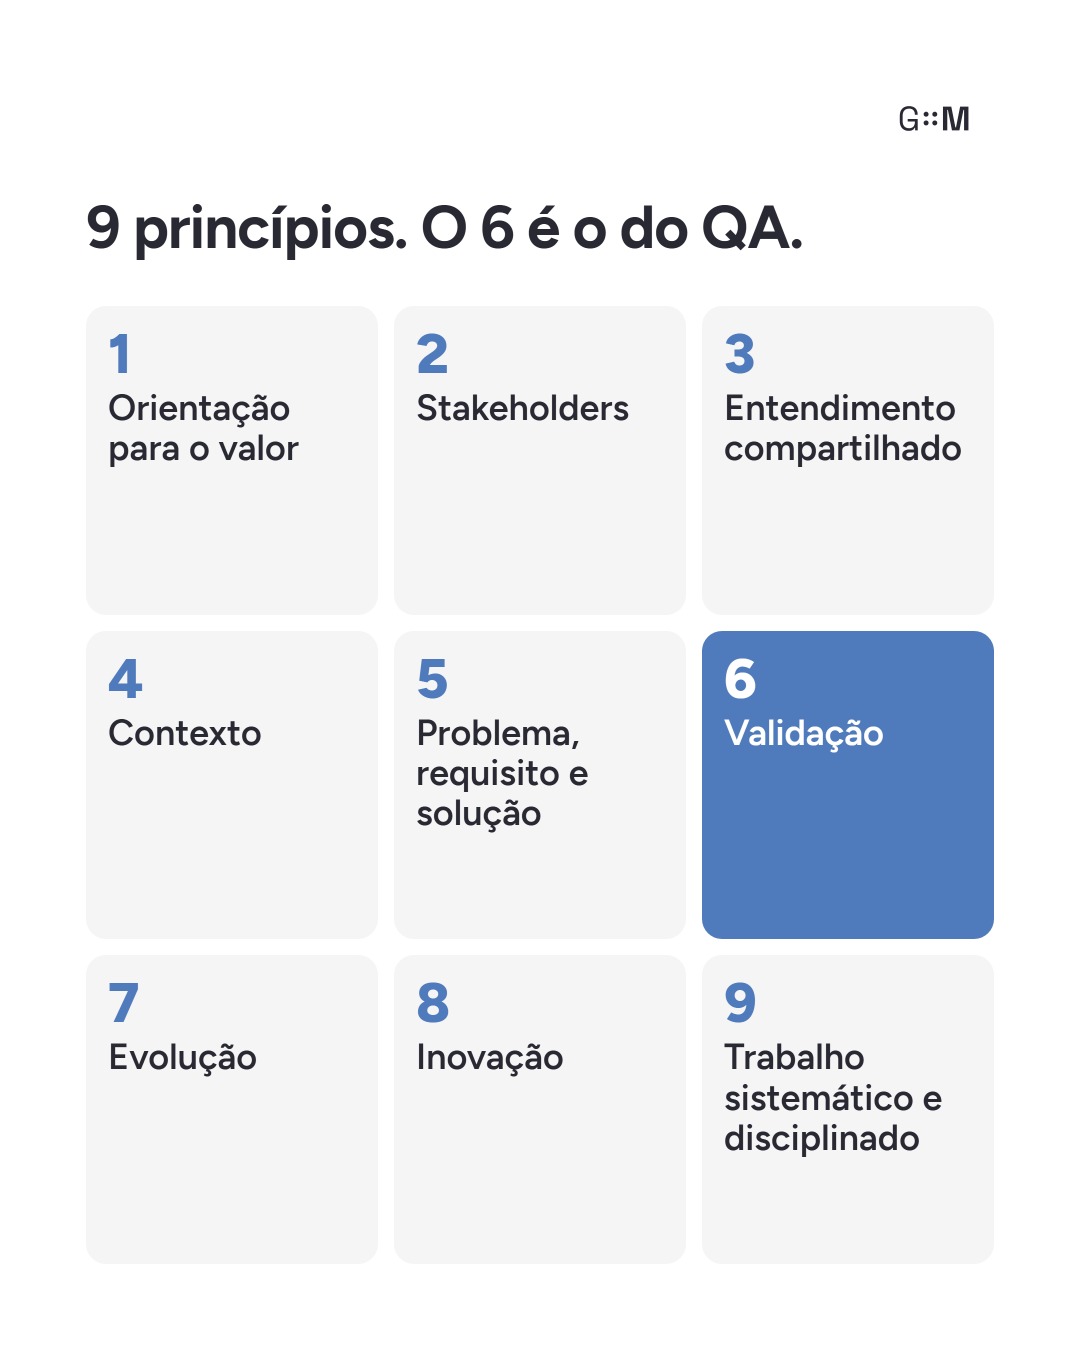 G::M
9 princípios. O 6 é o do QA.
1
Orientação
para o valor
2
Stakeholders
3
Entendimento
compartilhado
4
Contexto
5
Problema,
requisito e
solução
6
Validação
7
Evolução
8
Inovação
9
Trabalho
sistemático e
disciplinado